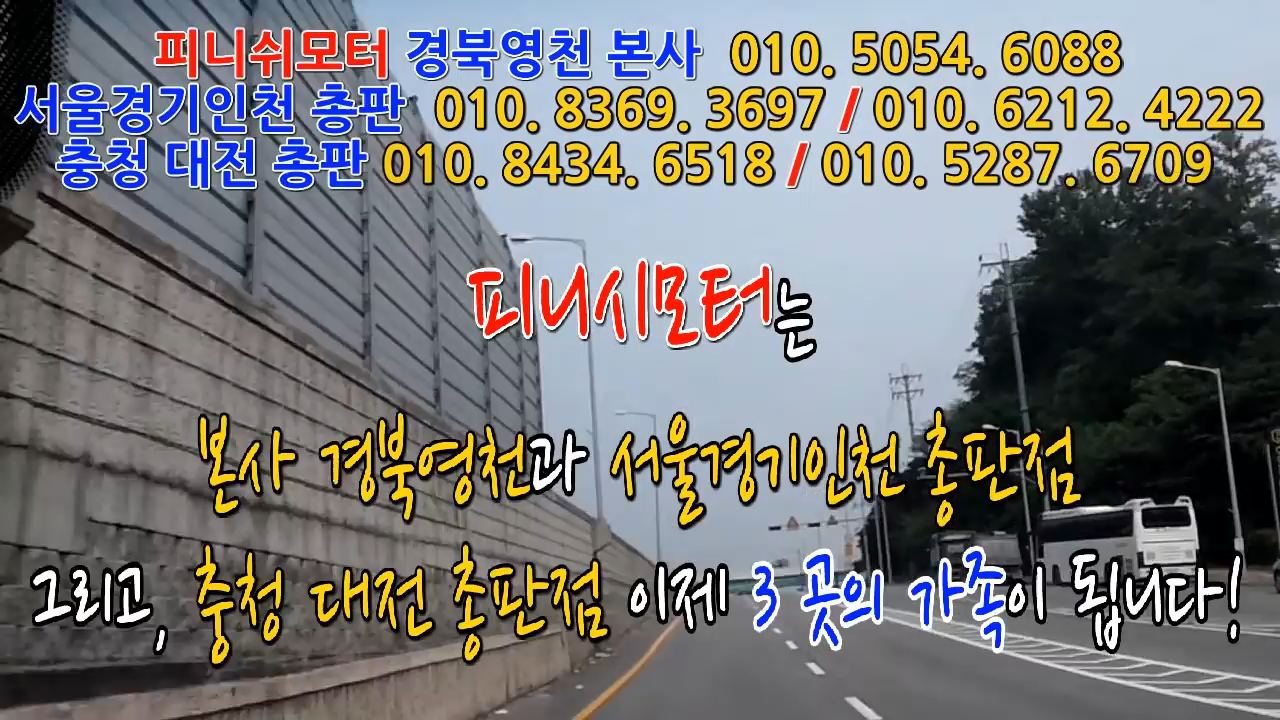 피니쉬모터 경북영천 본사 010. 5054. 6088
서울경기인천 총판 010. 8369. 3697 / 010. 6212. 4222
충청 대전 총판 010. 8434. 6518 / 010. 5287. 6709
피니시모터는
본사 경북영천과 서울경기인천 총판점
그리고, 충청 대전 총판점 이제 3 곳의 가족이 됩니다!